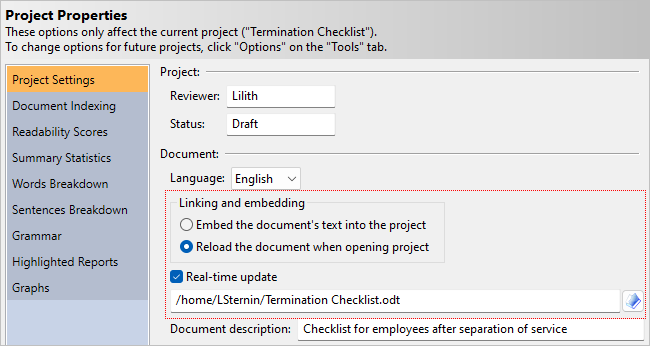 Project Properties
These options only affect the current project ("Termination Checklist").
To change options for future projects, click "Options" on the "Tools" tab.
Project Settings
Document Indexing
Readability Scores
Summary Statistics
Words Breakdown
Sentences Breakdown
Grammar
Highlighted Reports
Graphs
Project:
Reviewer: Lilith
Status: Draft
Document:
Language: English
Linking and embedding
Embed the document's text into the project
Reload the document when opening project
Real-time update
/home/LSternin/Termination Checklist.odt
Document description: Checklist for employees after separation of service